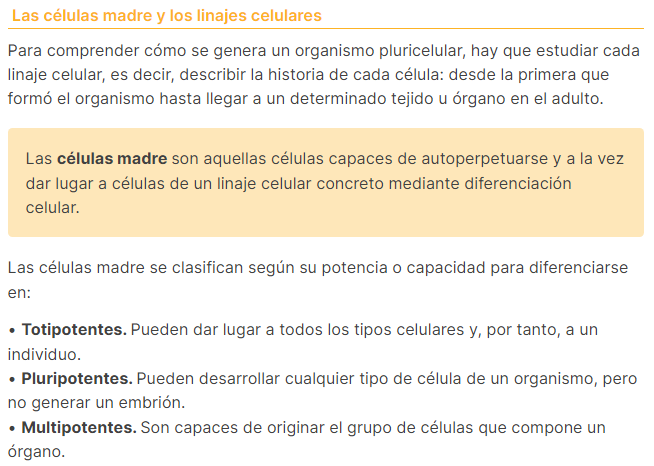 Las células madre y los linajes celulares
Para comprender cómo se genera un organismo pluricelular, hay que estudiar cada
linaje celular, es decir, describir la historia de cada célula: desde la primera que
formó el organismo hasta llegar a un determinado tejido u órgano en el adulto.
Las células madre son aquellas células capaces de autoperpetuarse y a la vez
dar lugar a células de un linaje celular concreto mediante diferenciación
celular.
Las células madre se clasifican según su potencia o capacidad para diferenciarse
en:
• Totipotentes. Pueden dar lugar a todos los tipos celulares y, por tanto, a un
individuo.
• Pluripotentes. Pueden desarrollar cualquier tipo de célula de un organismo, pero
no generar un embrión.
• Multipotentes. Son capaces de originar el grupo de células que compone un
órgano.